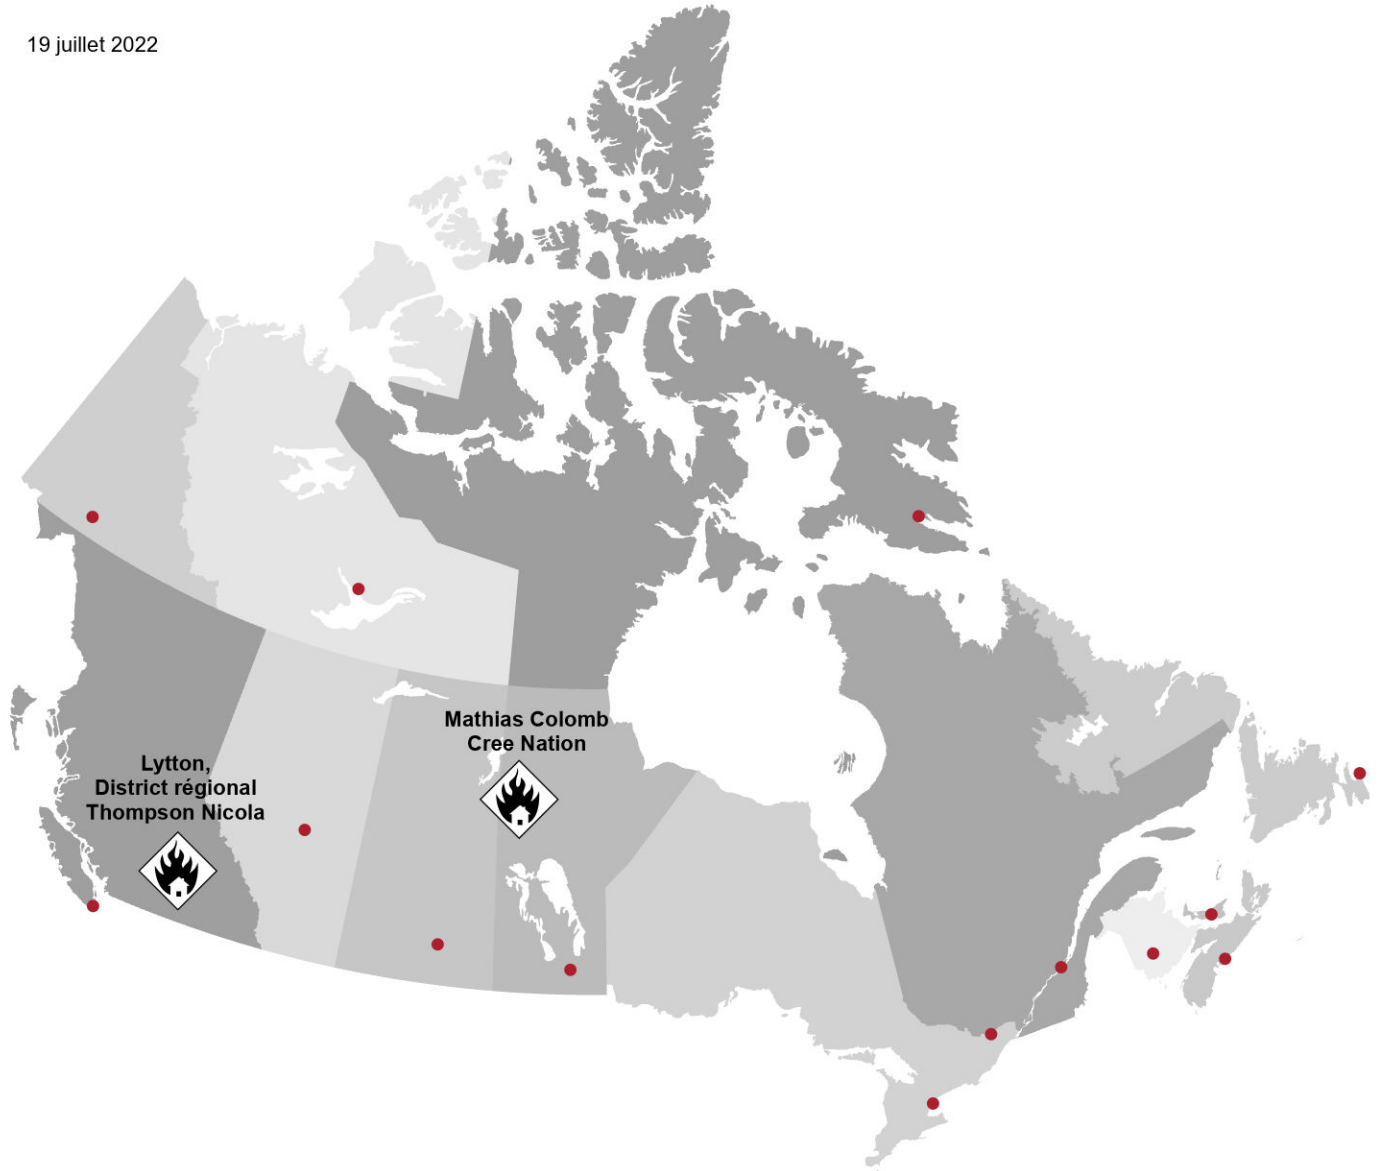 19 juillet 2022
Mathias Colomb
Cree Nation
Lytton,
District régional
Thompson Nicola